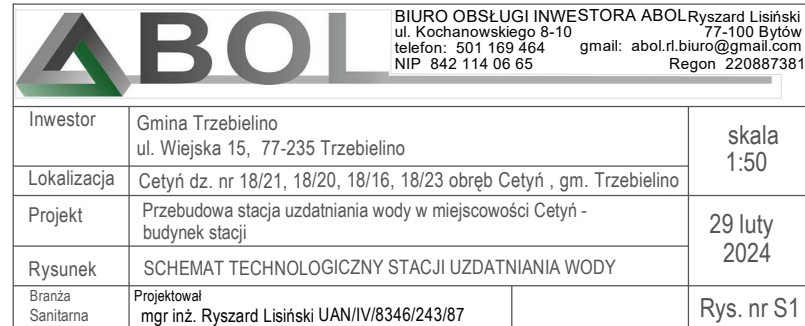 ABOL
BIURO OBSŁUGI INWESTORA ABOL Ryszard Lisiński
ul. Kochanowskiego 8-10 77-100 Bytów
telefon: 501 169 464 gmail: abol.rl.biuro@gmail.com
NIP 842 114 06 65 Regon 220887381
Inwestor
Gmina Trzebielino
ul. Wiejska 15, 77-235 Trzebielino
skala
1:50
Lokalizacja
Cetyń dz. nr 18/21, 18/20, 18/16, 18/23 obręb Cetyń , gm. Trzebielino
Projekt
Przebudowa stacja uzdatniania wody w miejscowości Cetyń -
budynek stacji
29 luty
2024
Rysunek
SCHEMAT TECHNOLOGICZNY STACJI UZDATNIANIA WODY
Branża
Sanitarna
Projektował
mgr inż. Ryszard Lisiński UAN/IV/8346/243/87
Rys. nr S1